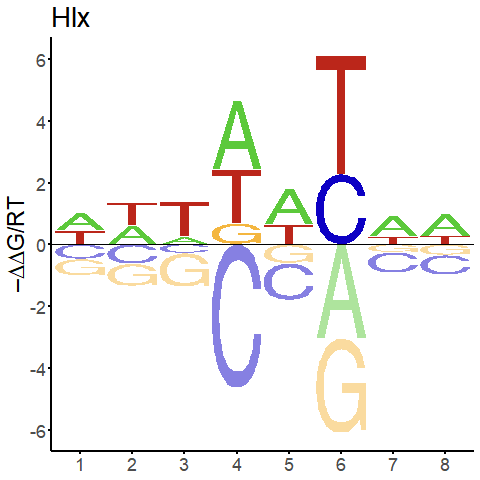 Hlx
−ΔΔG/RT
6
4
2
0
-2
-4
-6
A T T A A T A A
T A A T T C T T
C C C G G A G G
G G G C C G C C
1 2 3 4 5 6 7 8